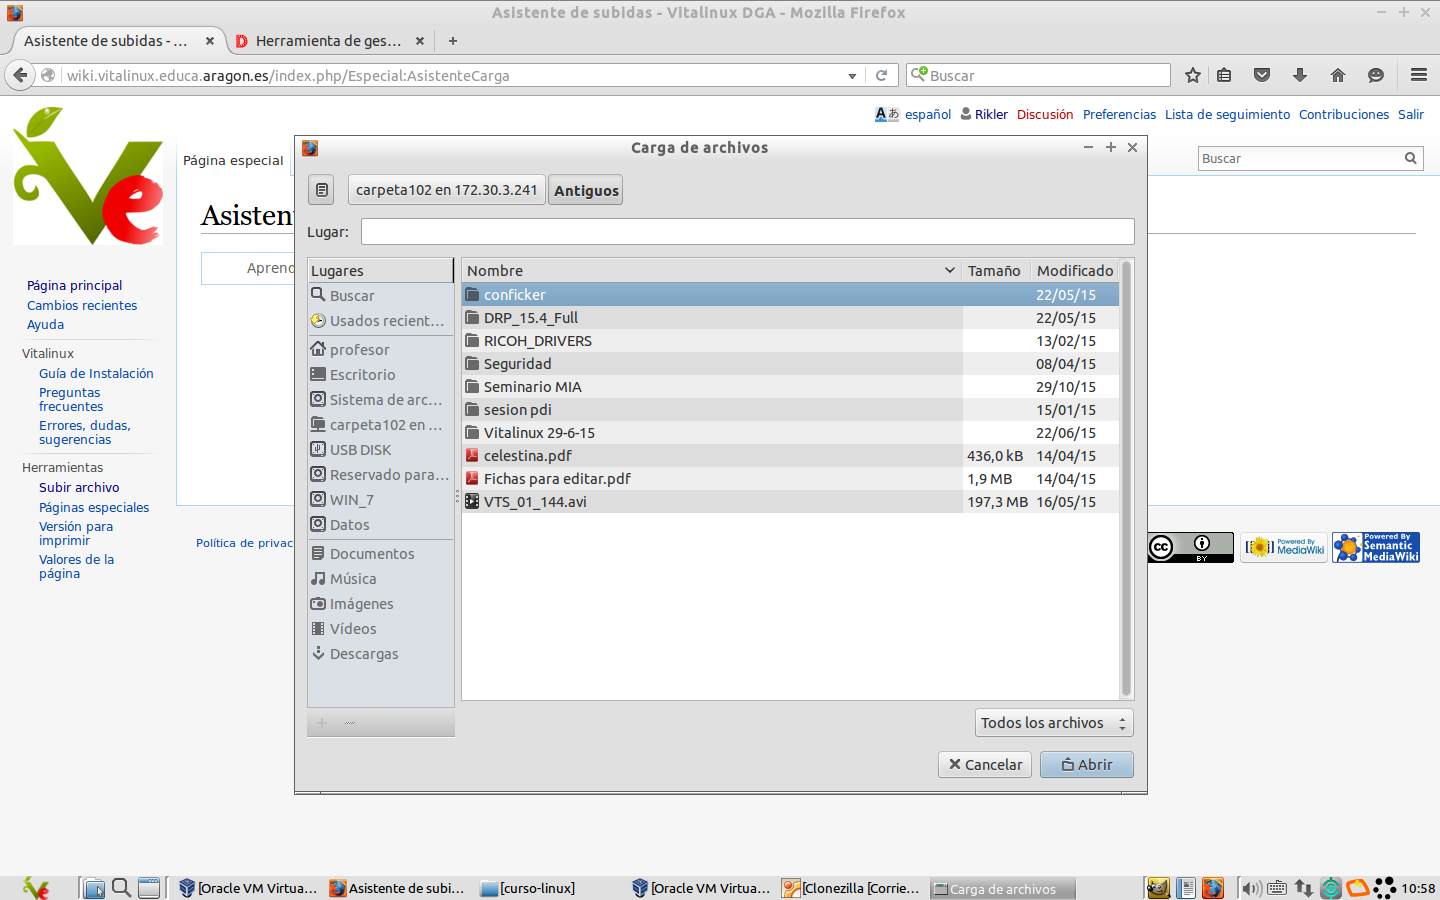 Asistente de subidas - Vitalinux DGA - Mozilla Firefox
Asistente de subidas - ...
Herramienta de ges...
wiki.vitalinux.educa.aragon.es/index.php/Especial:AsistenteCarga
Buscar
español Rikler Discusión Preferencias Lista de seguimiento Contribuciones Salir
Página especial
Buscar
Asistent
Aprend
Página principal
Cambios recientes
Ayuda
Vitalinux
Guía de Instalación
Preguntas
frecuentes
Errores, dudas,
sugerencias
Herramientas
Subir archivo
Páginas especiales
Versión para
imprimir
Valores de la
página
Política de privac
Carga de archivos
carpeta102 en 172.30.3.241
Antiguos
Lugar:
Lugares
Buscar
Usados recient...
profesor
Escritorio
Sistema de arc...
carpeta102 en ...
USB DISK
Reservado para...
WIN_7
Datos
Documentos
Música
Imágenes
Vídeos
Descargas
Nombre Tamaño Modificado
conficker 22/05/15
DRP_15.4_Full 22/05/15
RICOH_DRIVERS 13/02/15
Seguridad 08/04/15
Seminario MIA 29/10/15
sesion pdi 15/01/15
Vitalinux 29-6-15 22/06/15
celestina.pdf 436,0 kB 14/04/15
Fichas para editar.pdf 1,9 MB 14/04/15
VTS_01_144.avi 197,3 MB 16/05/15
Todos los archivos
Cancelar
Abrir
cc BY
Powered By MediaWiki
Powered By Semantic MediaWiki
[Oracle VM Virtua...
Asistente de subi...
[curso-linux]
[Oracle VM Virtua...
[Clonezilla [Corrie...
Carga de archivos
10:58